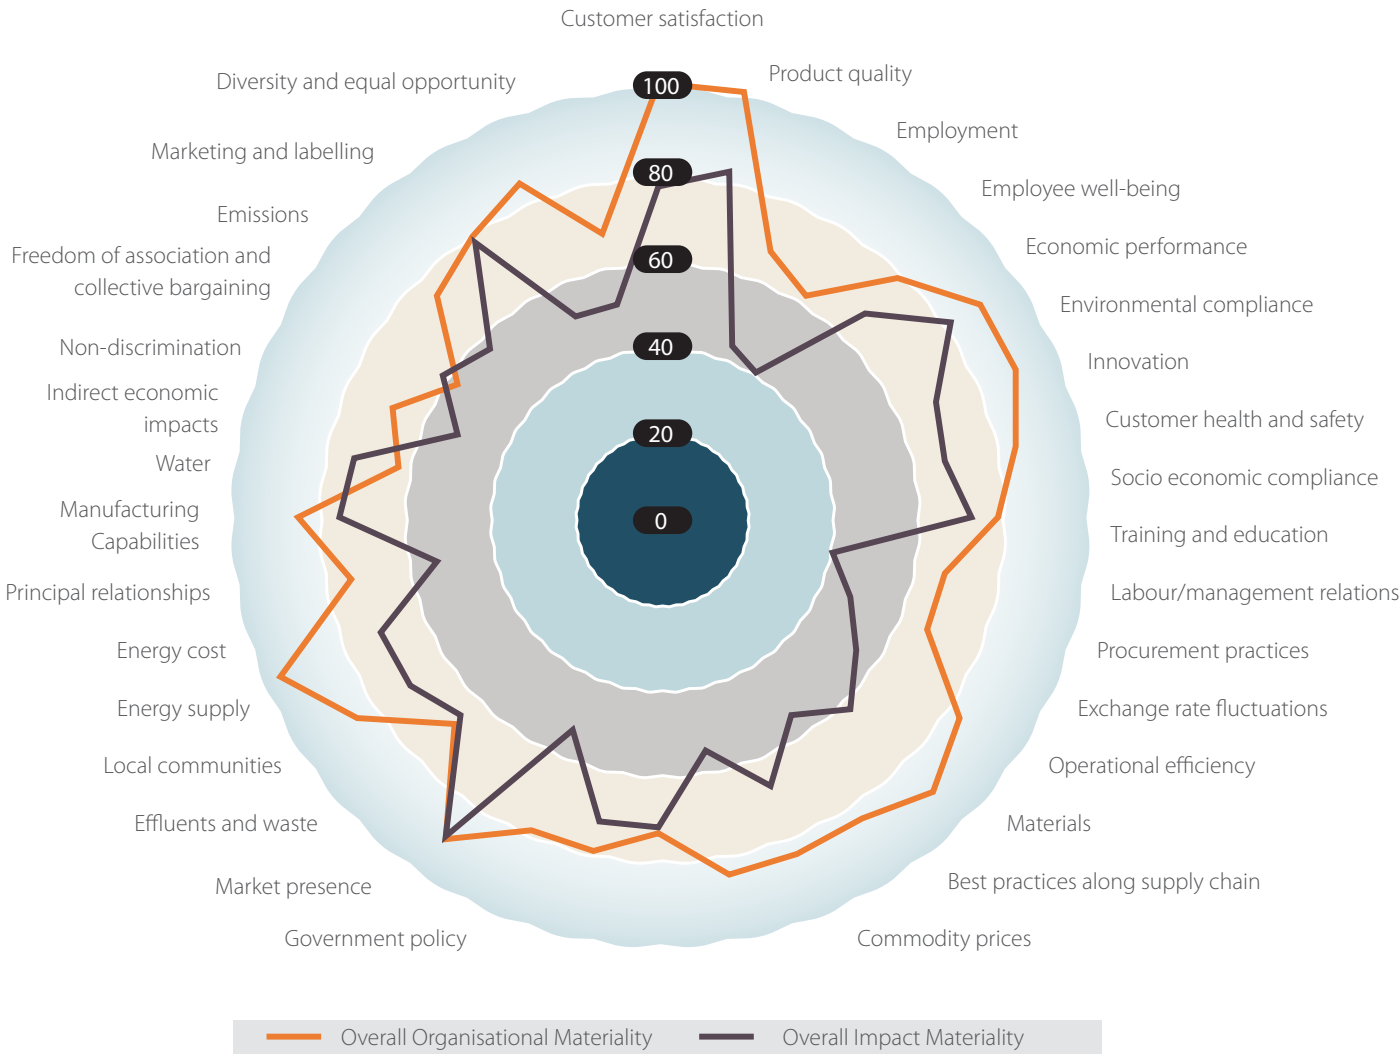 Customer satisfaction
Product quality
Employment
Employee well-being
Economic performance
Environmental compliance
Innovation
Customer health and safety
Socio economic compliance
Training and education
Labour/management relations
Procurement practices
Exchange rate fluctuations
Operational efficiency
Materials
Best practices along supply chain
Commodity prices
Government policy
Market presence
Effluents and waste
Local communities
Energy supply
Energy cost
Principal relationships
Manufacturing
Capabilities
Water
Indirect economic
impacts
Non-discrimination
Freedom of association and
collective bargaining
Emissions
Marketing and labelling
Diversity and equal opportunity
100
80
60
40
20
0
Overall Organisational Materiality
Overall Impact Materiality